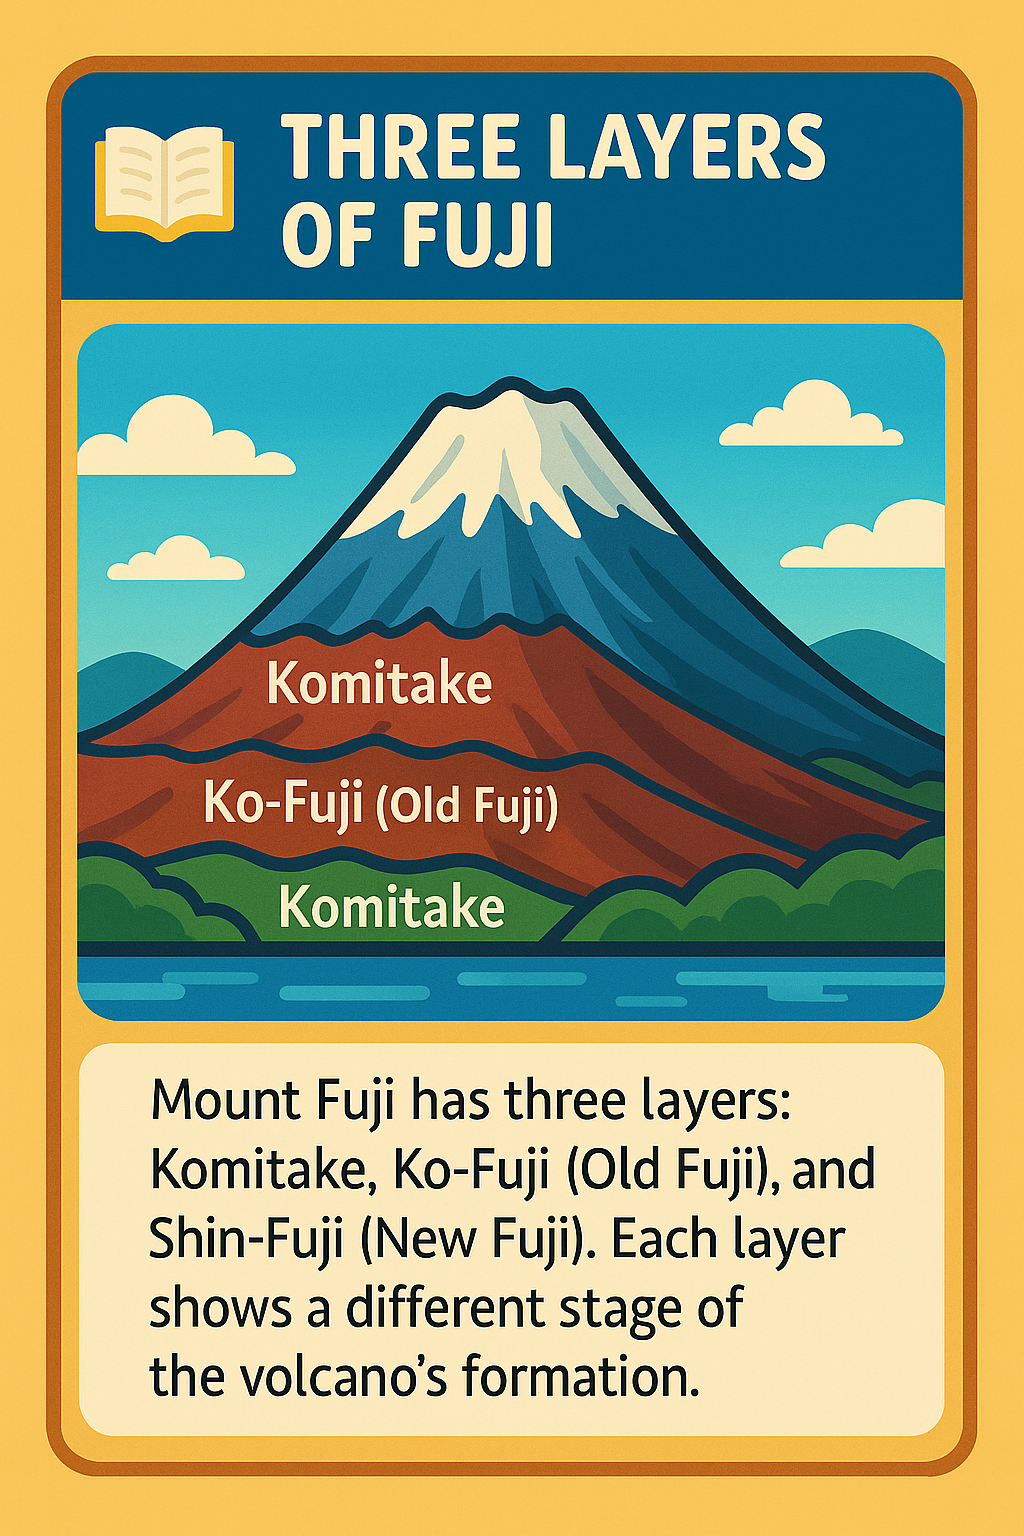 THREE LAYERS
OF FUJI
Komitake
Ko-Fuji (Old Fuji)
Komitake
Mount Fuji has three layers:
Komitake, Ko-Fuji (Old Fuji), and
Shin-Fuji (New Fuji). Each layer
shows a different stage of
the volcano’s formation.